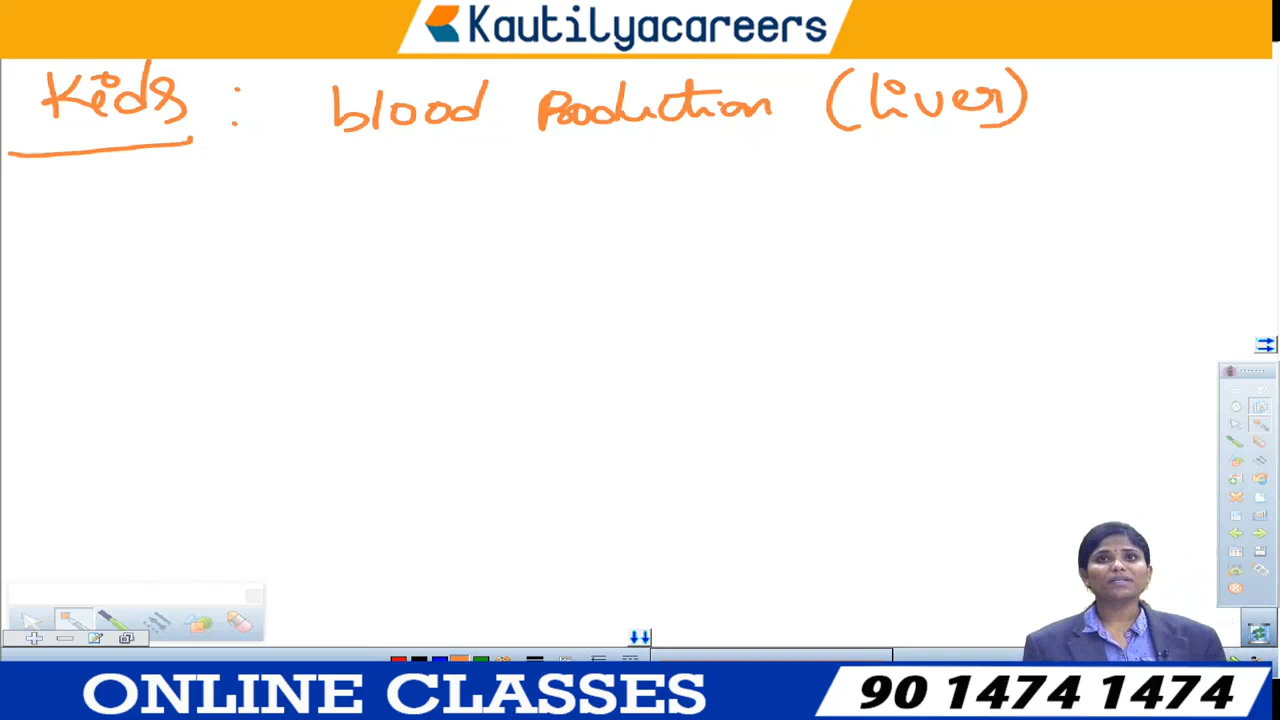 Kautilyacareers
Kids : blood Production (liver)
ONLINE CLASSES
90 1474 1474